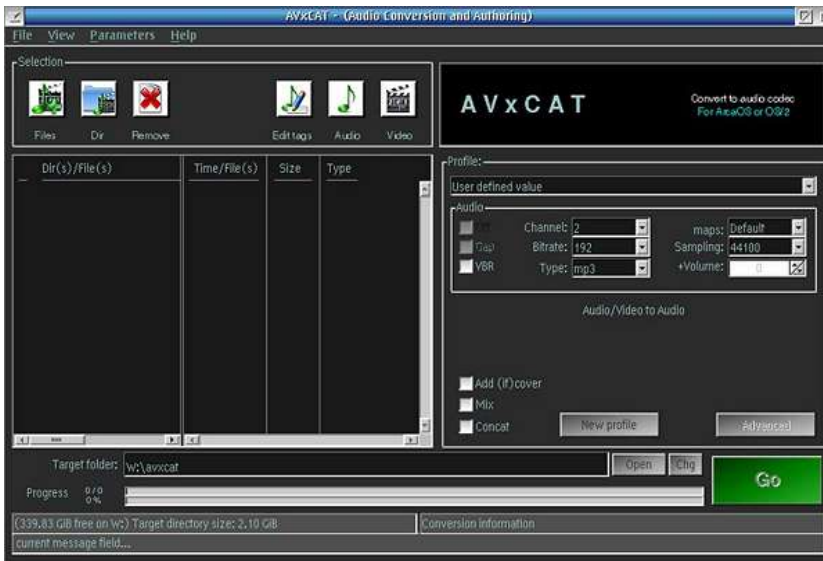 AVxCAT - (Audio Conversion and Authoring)
File View Parameters Help
Selection
Files Dir Remove Edit tags Audio Video
AVxCAT
Convert to audio codec
For ArcaOS or OS/2
Dir(s)/File(s) Time/File(s) Size Type
Profile:
User defined value
Audio
Channel: 2 maps: Default
Gap Bitrate: 192 Sampling: 44100
VBR Type: mp3 +Volume: 0
Audio/Video to Audio
Add (if)cover
Mix
Concat New profile Advanced
Target folder: W:\avxcat Open Chg
Go
Progress 0/0
0%
(339.83 GiB free on W:) Target directory size: 2.10 GiB Conversion information
current message field...